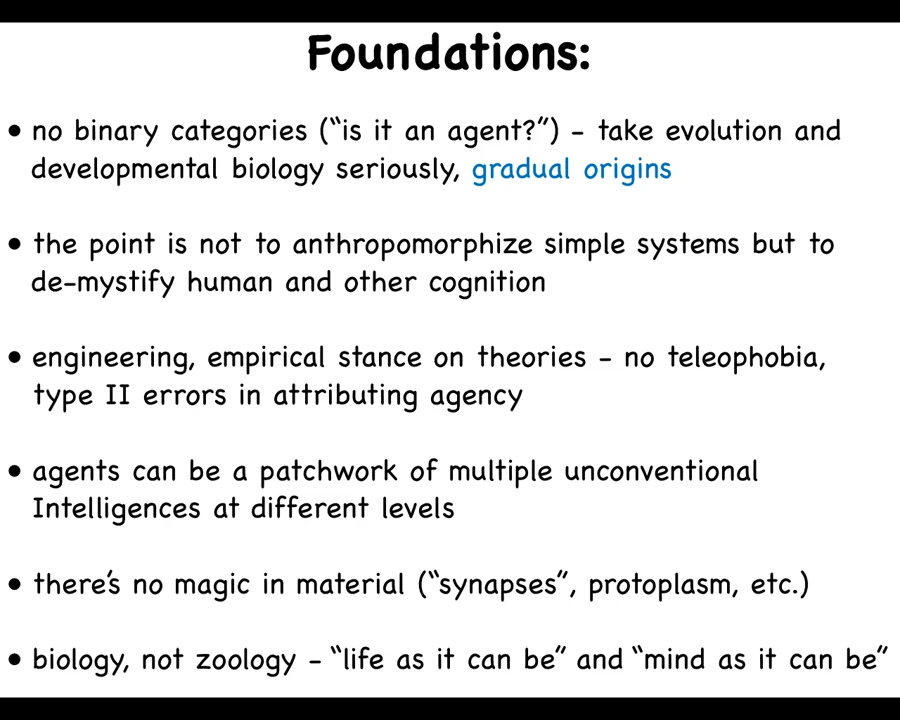 Foundations:
• no binary categories (“is it an agent?”) - take evolution and
developmental biology seriously, gradual origins
• the point is not to anthropomorphize simple systems but to
de-mystify human and other cognition
• engineering, empirical stance on theories - no teleophobia,
type II errors in attributing agency
• agents can be a patchwork of multiple unconventional
Intelligences at different levels
• there’s no magic in material (“synapses”, protoplasm, etc.)
• biology, not zoology - “life as it can be” and “mind as it can be”